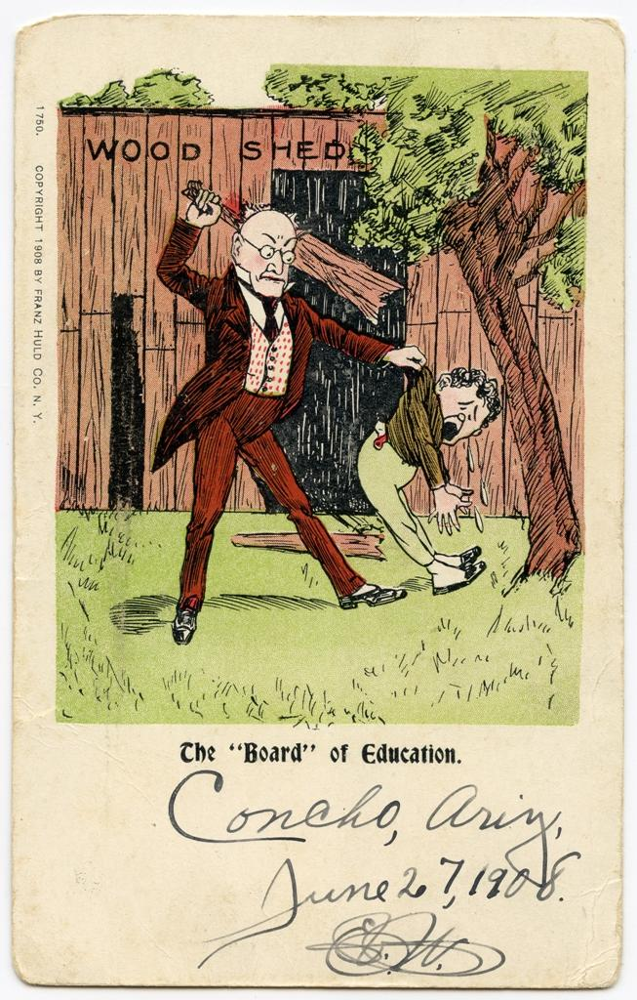 WOOD SHED
1750. COPYRIGHT 1908 BY FRANZ HULD CO. N. Y.
The "Board" of Education.
Concho, Ariz,
June 27, 1908.